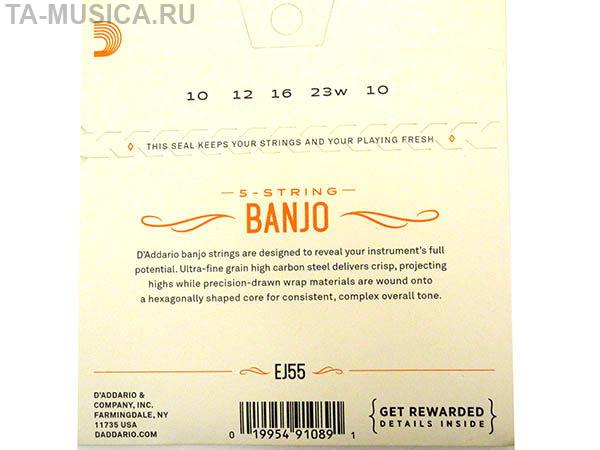 TA-MUSICA.RU
10 12 16 23w 10
THIS SEAL KEEPS YOUR STRINGS AND YOUR PLAYING FRESH.
5-STRING
BANJO
D'Addario banjo strings are designed to reveal your instrument's full
potential. Ultra-fine grain high carbon steel delivers crisp, projecting
highs while precision-drawn wrap materials are wound onto
a hexagonally shaped core for consistent, complex overall tone.
EJ55
D'ADDARIO &
COMPANY, INC.
FARMINGDALE, NY
11735 USA
DADDARIO.COM
0 19954 91089 1
{GET REWARDED
DETAILS INSIDE}